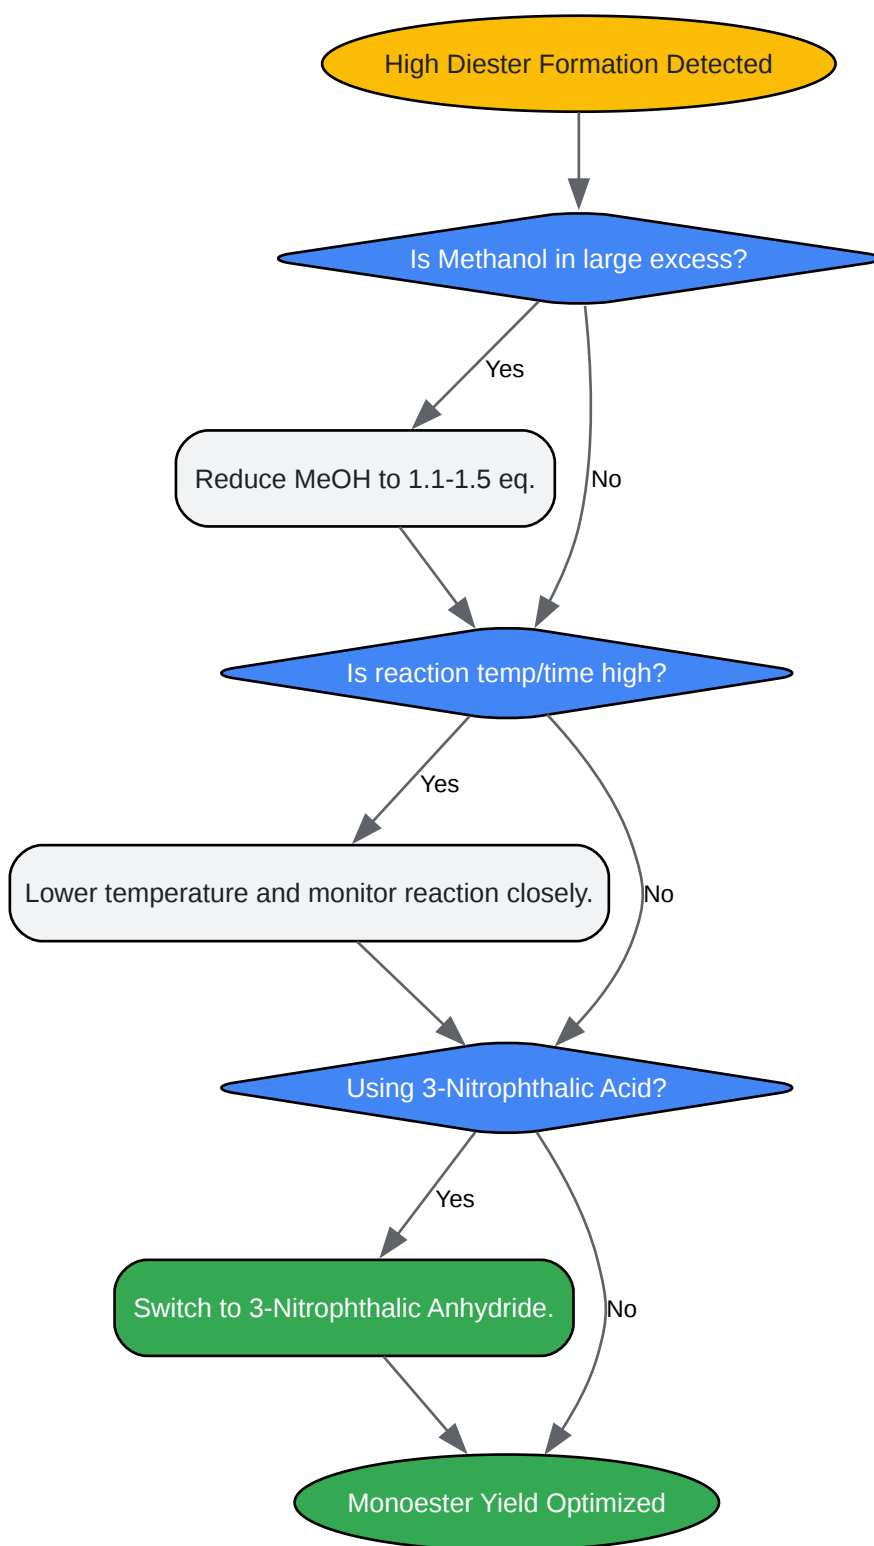 High Diester Formation Detected
Is Methanol in large excess?
Yes
Reduce MeOH to 1.1-1.5 eq.
No
Is reaction temp/time high?
Yes
Lower temperature and monitor reaction closely.
No
Using 3-Nitrophthalic Acid?
Yes
Switch to 3-Nitrophthalic Anhydride.
No
Monoester Yield Optimized